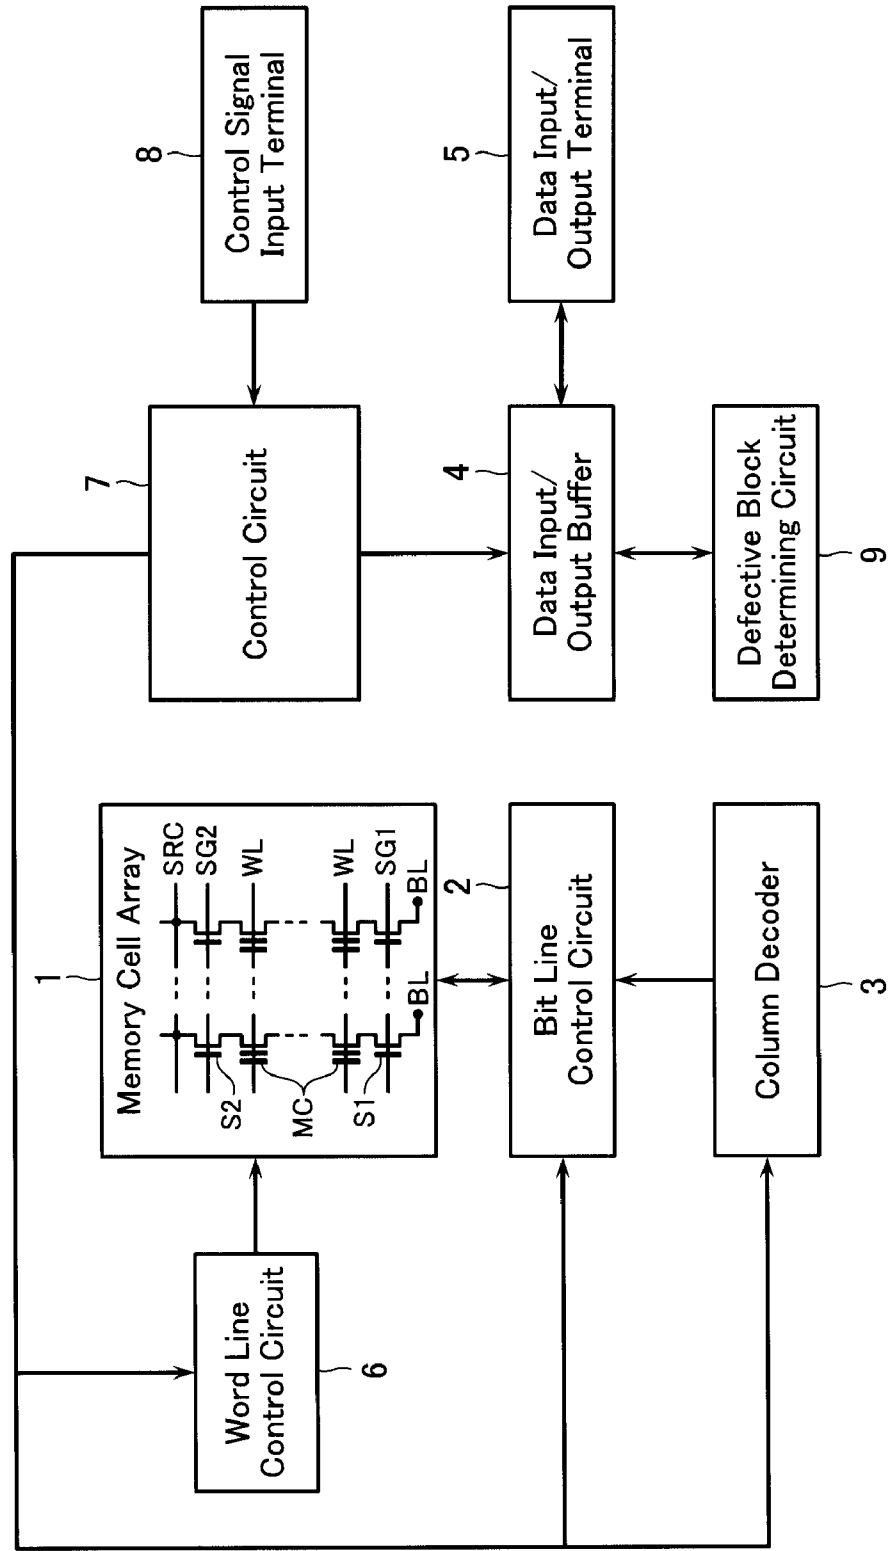 8
Control Signal
Input Terminal
5
Data Input/
Output Terminal
7
Control Circuit
4
Data Input/
Output Buffer
Defective Block
Determining Circuit
9
1
Memory Cell Array
SRC
SG2
WL
WL
SG1
BL
BL
S2
MC
S1
2
Bit Line
Control Circuit
Column Decoder
3
Word Line
Control Circuit
6